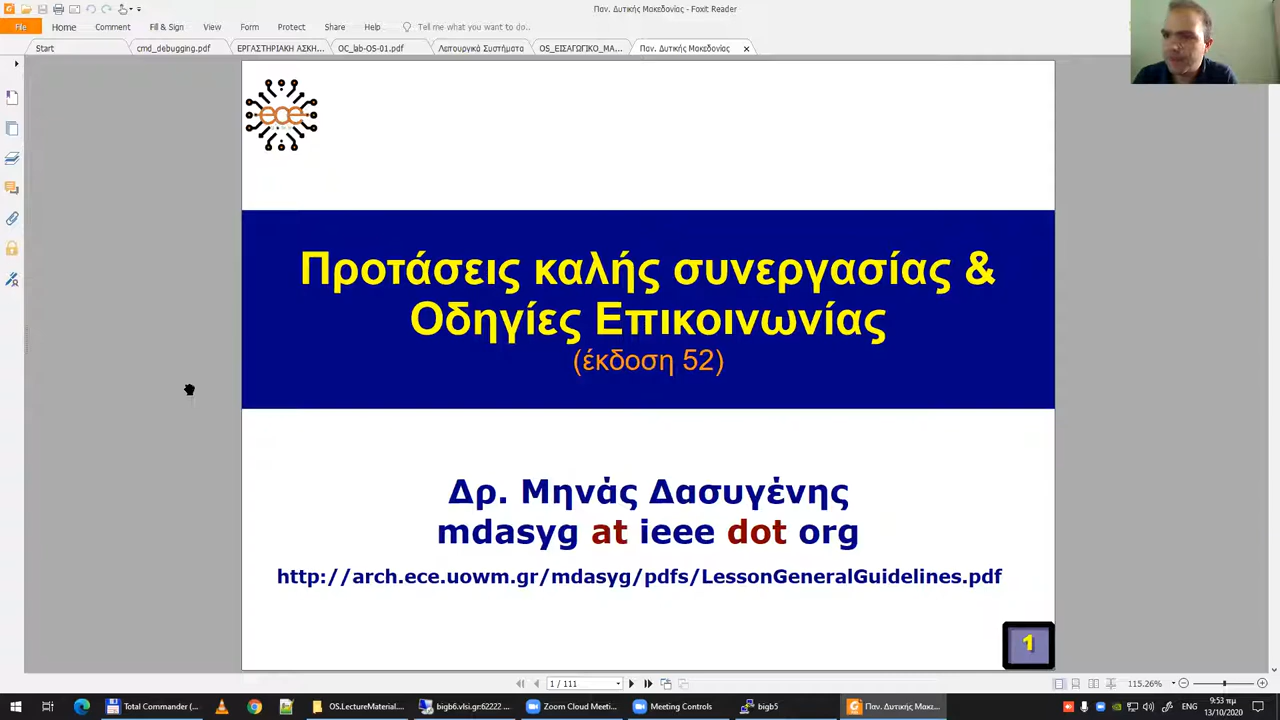 Παν. Δυτικής Μακεδονίας - Foxit Reader
File Home Comment Fill & Sign View Form Protect Share Help Tell me what you want to do..
Start cmd_debugging.pdf ΕΡΓΑΣΤΗΡΙΑΚΗ ΑΣΚΗ... OC_lab-OS-01.pdf Λειτουργικά Συστήματα OS_ΕΙΣΑΓΩΓΙΚΟ_ΜΑ... Παν. Δυτικής Μακεδονίας
ece
Προτάσεις καλής συνεργασίας &
Οδηγίες Επικοινωνίας
(έκδοση 52)
Δρ. Μηνάς Δασυγένης
mdasyg at ieee dot org
http://arch.ece.uowm.gr/mdasyg/pdfs/LessonGeneralGuidelines.pdf
1
1 / 111
115.26%
Total Commander (... OS.LectureMaterial.... bigb6.vlsi.gr:62222 ... Zoom Cloud Meeti... Meeting Controls bigb5 Παν. Δυτικής Μακε...
ENG
9:53 πμ
13/10/2020